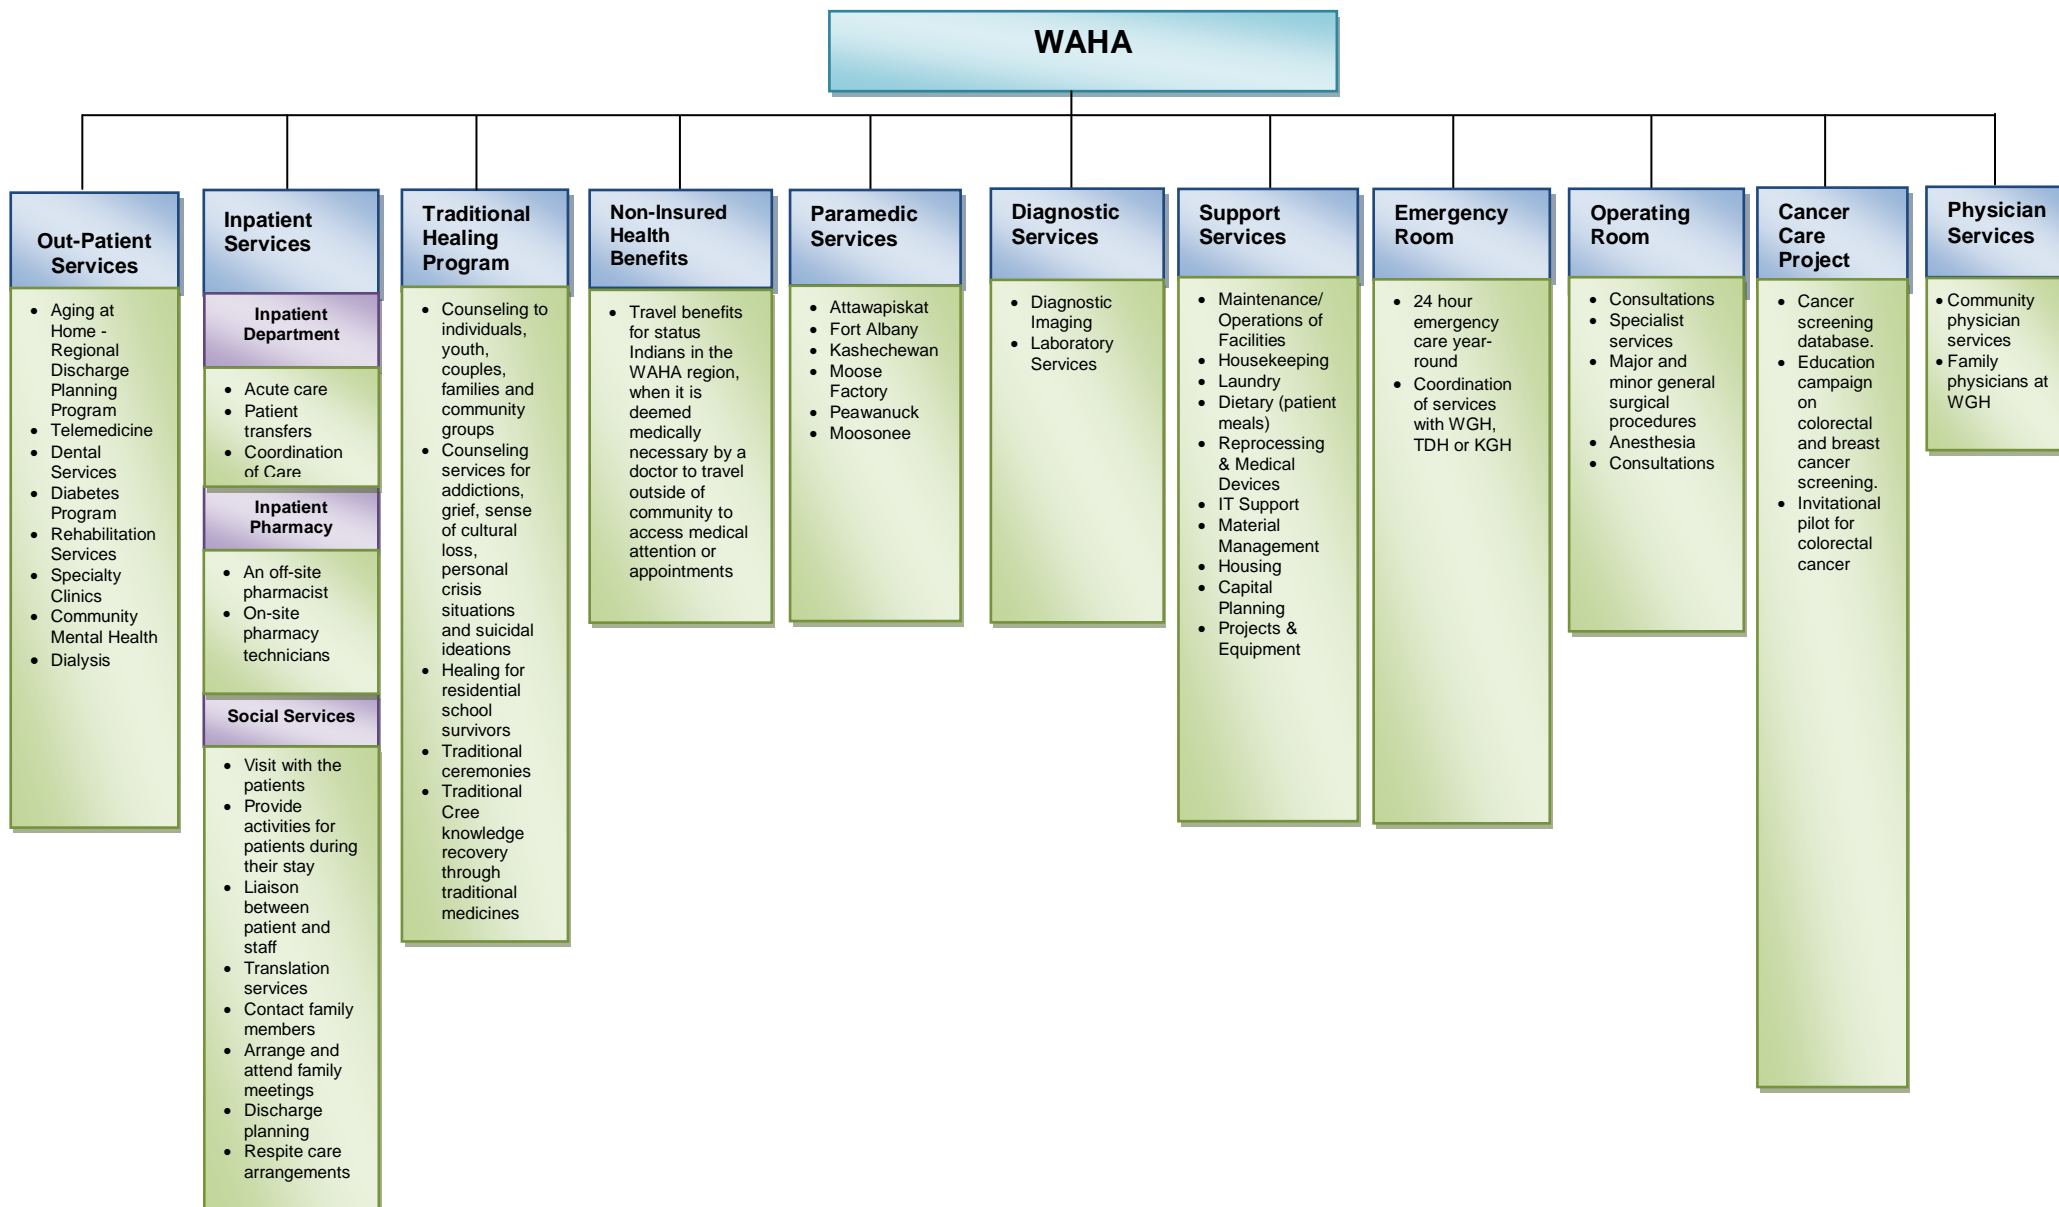 WAHA
Out-Patient
Services
• Aging at
Home -
Regional
Discharge
Planning
Program
• Telemedicine
• Dental
Services
• Diabetes
Program
• Rehabilitation
Services
• Specialty
Clinics
• Community
Mental Health
• Dialysis
Inpatient
Services
Inpatient
Department
• Acute care
• Patient
transfers
• Coordination
of Care
Inpatient
Pharmacy
• An off-site
pharmacist
• On-site
pharmacy
technicians
Social Services
• Visit with the
patients
• Provide
activities for
patients during
their stay
• Liaison
between
patient and
staff
• Translation
services
• Contact family
members
• Arrange and
attend family
meetings
• Discharge
planning
• Respite care
arrangements
Traditional
Healing
Program
• Counseling to
individuals,
youth,
couples,
families and
community
groups
• Counseling
services for
addictions,
grief, sense
of cultural
loss,
personal
crisis
situations
and suicidal
ideations
• Healing for
residential
school
survivors
• Traditional
ceremonies
• Traditional
Cree
knowledge
recovery
through
traditional
medicines
Non-Insured
Health
Benefits
• Travel benefits
for status
Indians in the
WAHA region,
when it is
deemed
medically
necessary by a
doctor to travel
outside of
community to
access medical
attention or
appointments
Paramedic
Services
• Attawapiskat
• Fort Albany
• Kashechewan
• Moose
Factory
• Peawanuck
• Moosonee
Diagnostic
Services
• Diagnostic
Imaging
• Laboratory
Services
Support
Services
• Maintenance/
Operations of
Facilities
• Housekeeping
• Laundry
• Dietary (patient
meals)
• Reprocessing
& Medical
Devices
• IT Support
• Material
Management
• Housing
• Capital
Planning
• Projects &
Equipment
Emergency
Room
• 24 hour
emergency
care year-
round
• Coordination
of services
with WGH,
TDH or KGH
Operating
Room
• Consultations
• Specialist
services
• Major and
minor general
surgical
procedures
• Anesthesia
• Consultations
Cancer
Care
Project
• Cancer
screening
database.
• Education
campaign
on
colorectal
and breast
cancer
screening.
• Invitational
pilot for
colorectal
cancer
Physician
Services
• Community
physician
services
• Family
physicians at
WGH